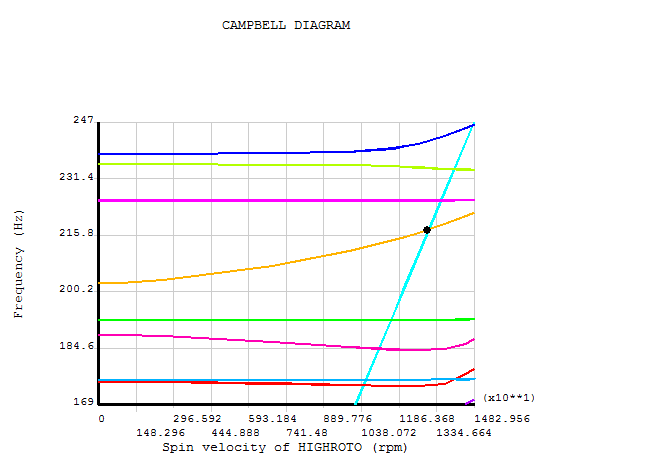 CAMPBELL DIAGRAM
247
231.4
215.8
200.2
184.6
169
Frequency (Hz)
(x10**1)
0 296.592 593.184 889.776 1186.368 1482.956
148.296 444.888 741.48 1038.072 1334.664
Spin velocity of HIGHROTO (rpm)